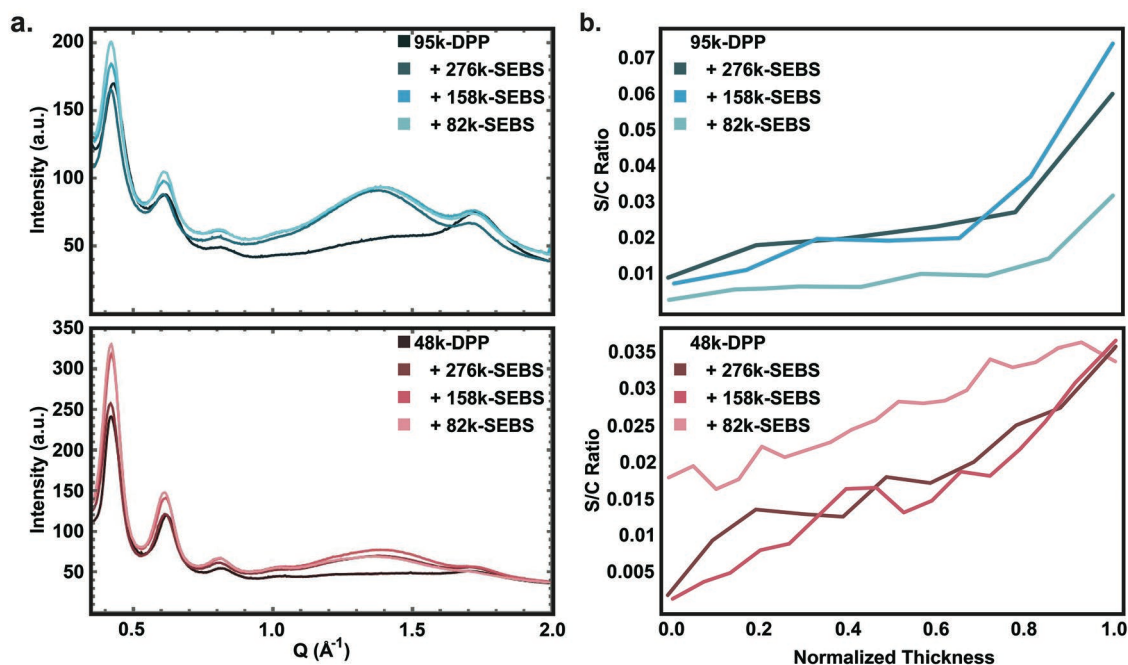 a.
200
150
100
50
0
Intensity (a.u.)
95k-DPP
+ 276k-SEBS
+ 158k-SEBS
+ 82k-SEBS
350
300
250
200
150
100
50
0
Intensity (a.u.)
48k-DPP
+ 276k-SEBS
+ 158k-SEBS
+ 82k-SEBS
0.5
1.0
1.5
2.0
Q (Å⁻¹)
b.
0.07
0.06
0.05
0.04
0.03
0.02
0.01
S/C Ratio
95k-DPP
+ 276k-SEBS
+ 158k-SEBS
+ 82k-SEBS
0.035
0.03
0.025
0.02
0.015
0.01
0.005
S/C Ratio
48k-DPP
+ 276k-SEBS
+ 158k-SEBS
+ 82k-SEBS
0.0
0.2
0.4
0.6
0.8
1.0
Normalized Thickness